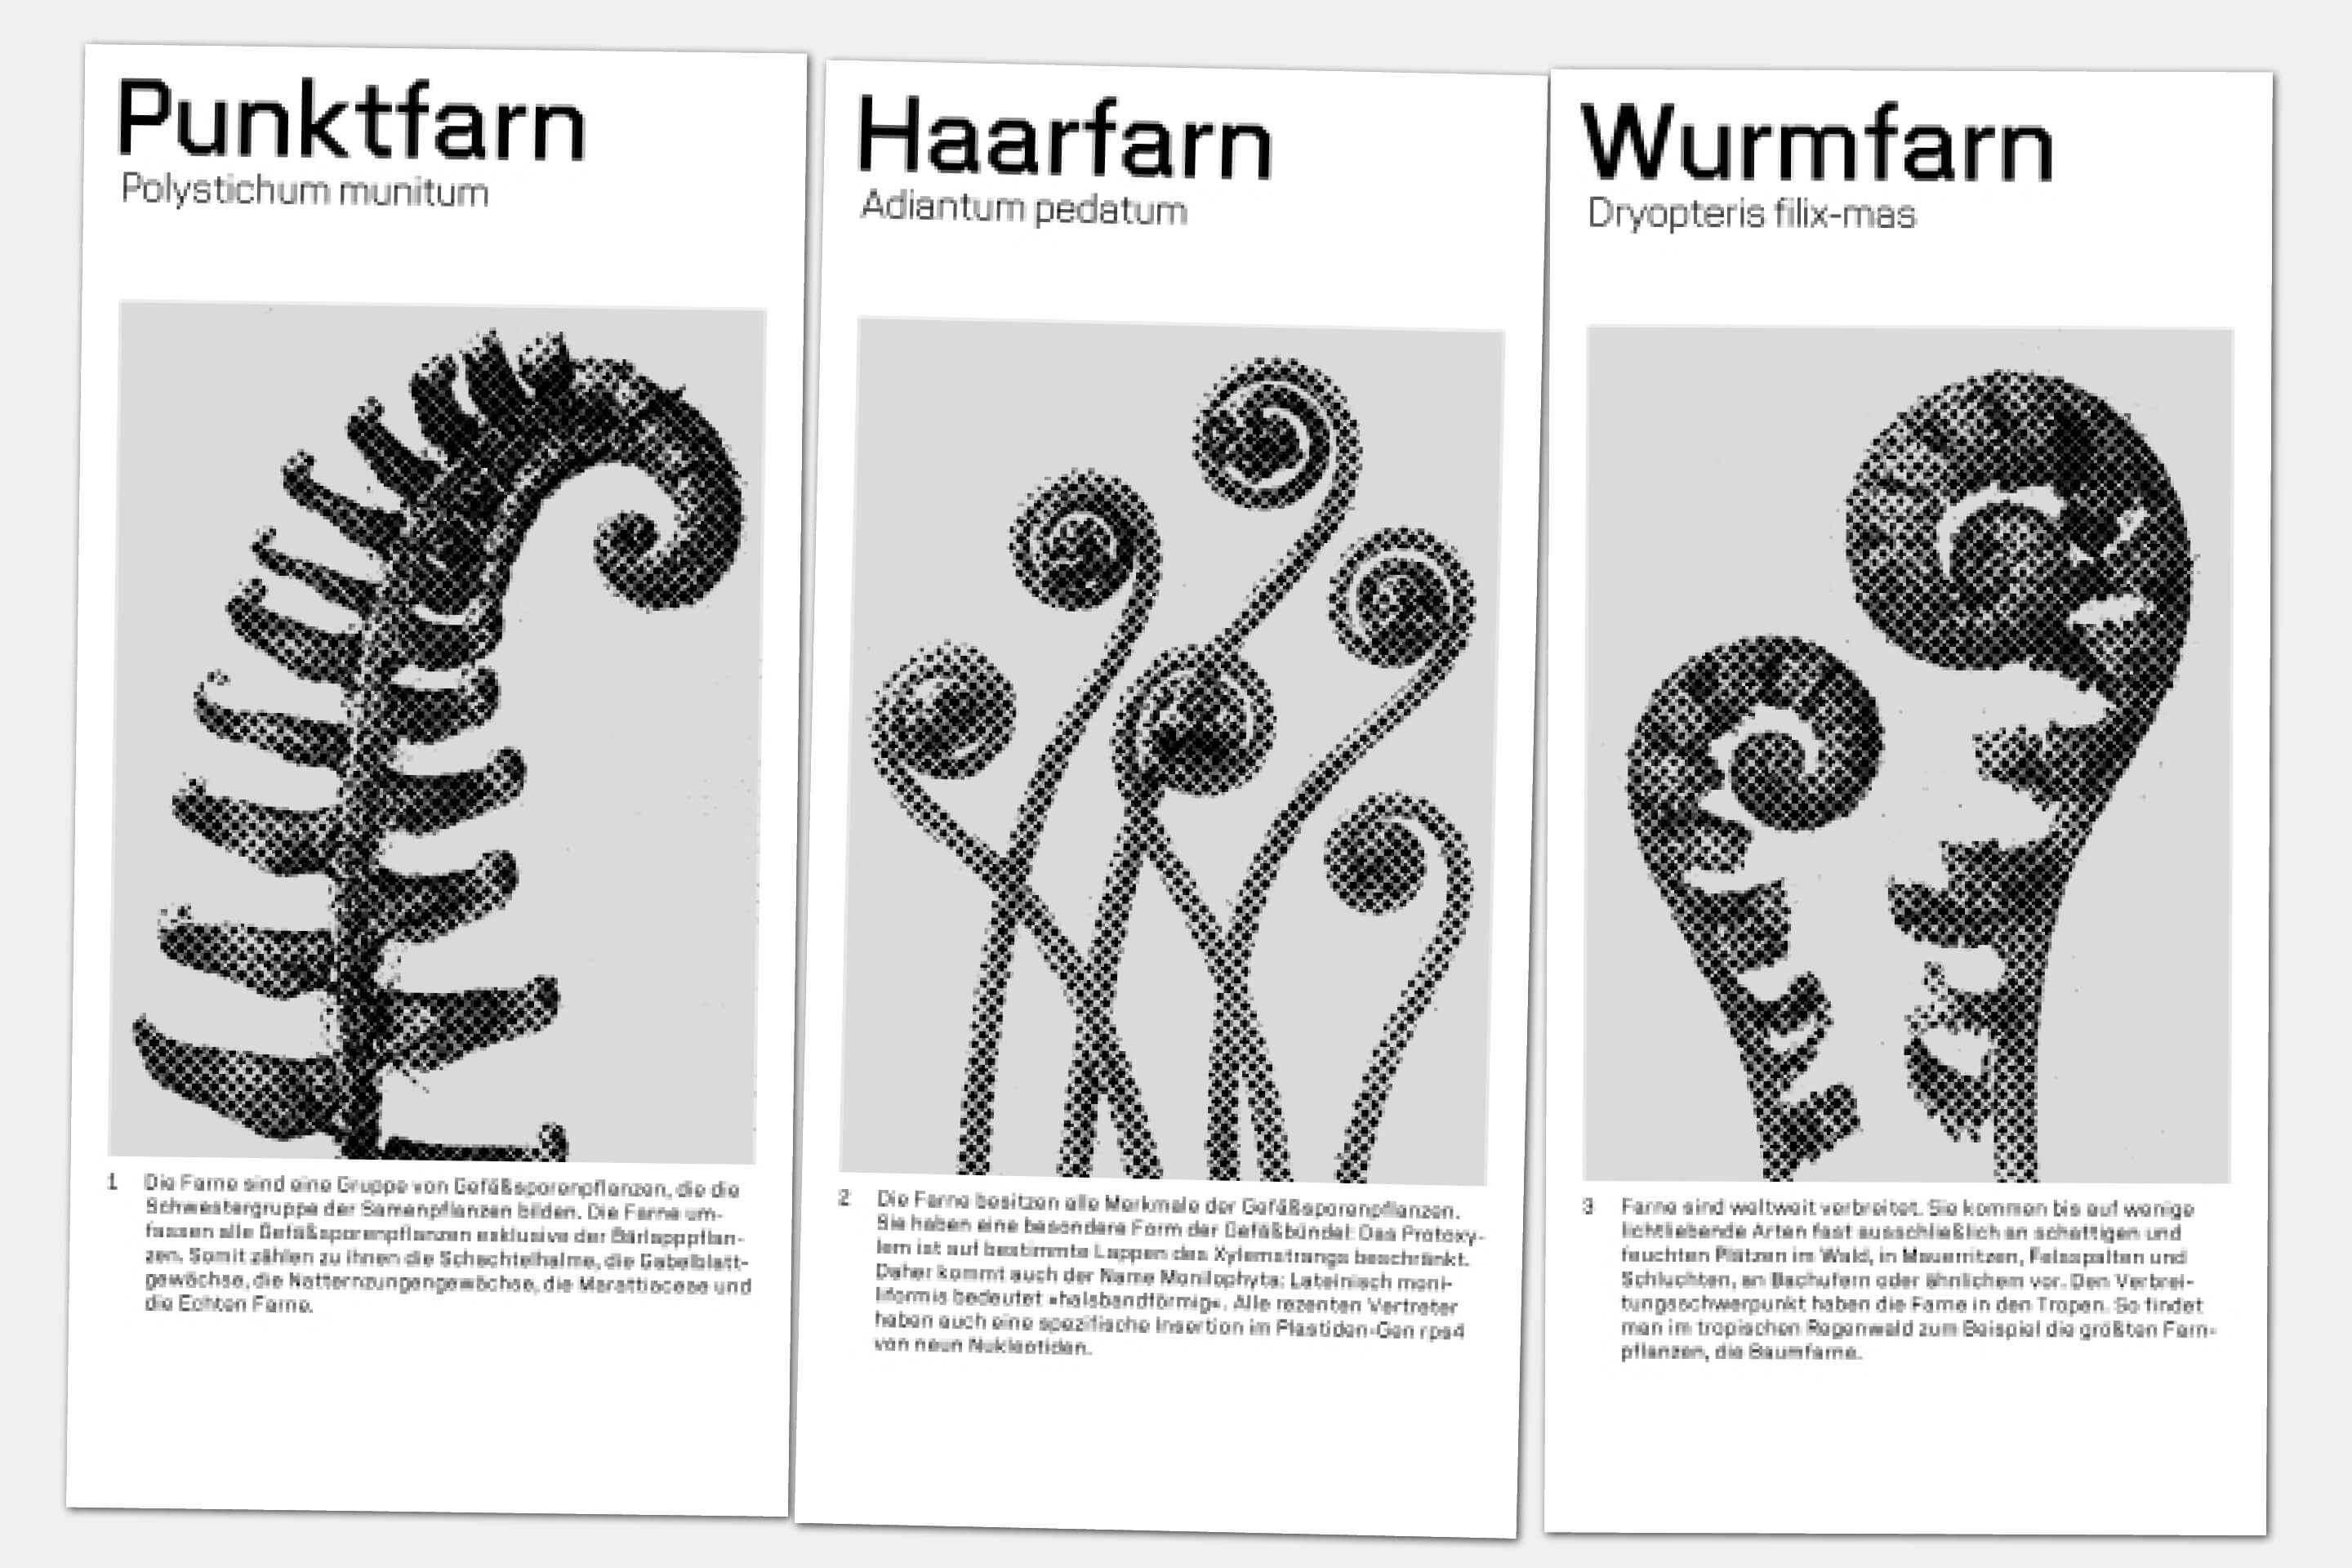 Punktfarn
Polystichum munitum
1 Die Farne sind eine Gruppe von Gefäßsporenpflanzen, die die
Schwestergruppe der Samenpflanzen bilden. Die Farne um-
fassen alle Gefäßsporenpflanzen exklusive der Bärlapppflan-
zen. Somit zählen zu ihnen die Schachtelhalme, die Gabelblatt-
gewächse, die Natternzungengewächse, die Marattiaceae und
die Echten Farne.
Haarfarn
Adiantum pedatum
2 Die Farne besitzen alle Merkmale der Gefäßsporenpflanzen.
Sie haben eine besondere Form der Gefäßbündel: Das Protoxy-
lem ist auf bestimmte Lappen des Xylemstrangs beschränkt.
Daher kommt auch der Name Monilophyta: Lateinisch moni-
liformis bedeutet »halsbandförmig«. Alle rezenten Vertreter
haben auch eine spezifische Insertion im Plastiden-Gen rps4
von neun Nukleotiden.
Wurmfarn
Dryopteris filix-mas
3 Farne sind weltweit verbreitet. Sie kommen bis auf wenige
lichtliebende Arten fast ausschließlich an schattigen und
feuchten Plätzen im Wald, in Mauerritzen, Felsspalten und
Schluchten, an Bachufern oder ähnlichem vor. Den Verbrei-
tungsschwerpunkt haben die Farne in den Tropen. So findet
man im tropischen Regenwald zum Beispiel die größten Farn-
pflanzen, die Baumfarne.